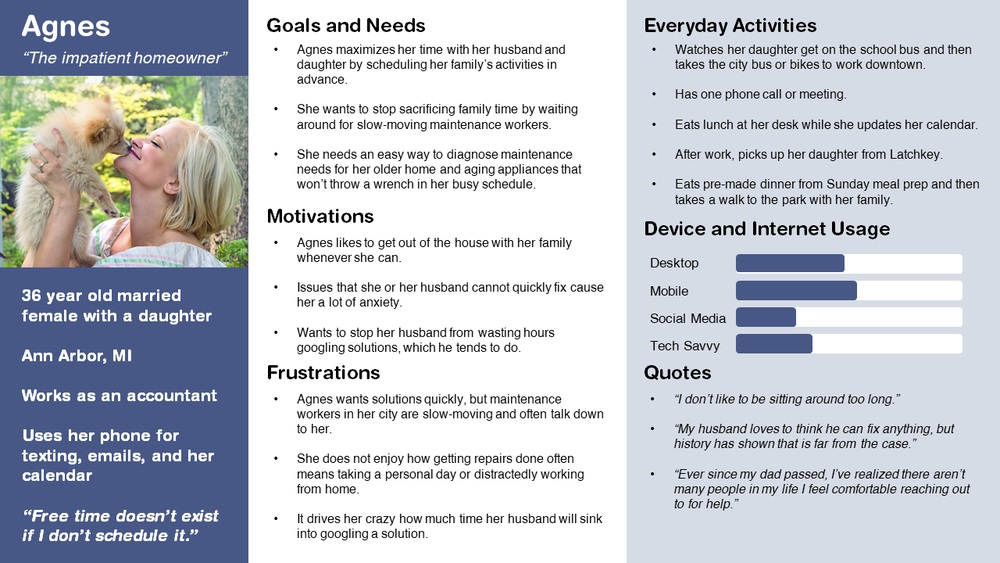 Agnes
“The impatient homeowner”
36 year old married
female with a daughter
Ann Arbor, MI
Works as an accountant
Uses her phone for
texting, emails, and her
calendar
“Free time doesn’t exist
if I don’t schedule it.”
Goals and Needs
• Agnes maximizes her time with her husband and
daughter by scheduling her family’s activities in
advance.
• She wants to stop sacrificing family time by waiting
around for slow-moving maintenance workers.
• She needs an easy way to diagnose maintenance
needs for her older home and aging appliances that
won’t throw a wrench in her busy schedule.
Motivations
• Agnes likes to get out of the house with her family
whenever she can.
• Issues that she or her husband cannot quickly fix cause
her a lot of anxiety.
• Wants to stop her husband from wasting hours
googling solutions, which he tends to do.
Frustrations
• Agnes wants solutions quickly, but maintenance
workers in her city are slow-moving and often talk down
to her.
• She does not enjoy how getting repairs done often
means taking a personal day or distractedly working
from home.
• It drives her crazy how much time her husband will sink
into googling a solution.
Everyday Activities
• Watches her daughter get on the school bus and then
takes the city bus or bikes to work downtown.
• Has one phone call or meeting.
• Eats lunch at her desk while she updates her calendar.
• After work, picks up her daughter from Latchkey.
• Eats pre-made dinner from Sunday meal prep and then
takes a walk to the park with her family.
Device and Internet Usage
Desktop
Mobile
Social Media
Tech Savvy
Quotes
• “I don’t like to be sitting around too long.”
• “My husband loves to think he can fix anything, but
history has shown that is far from the case.”
• “Ever since my dad passed, I’ve realized there aren’t
many people in my life I feel comfortable reaching out
to for help.”